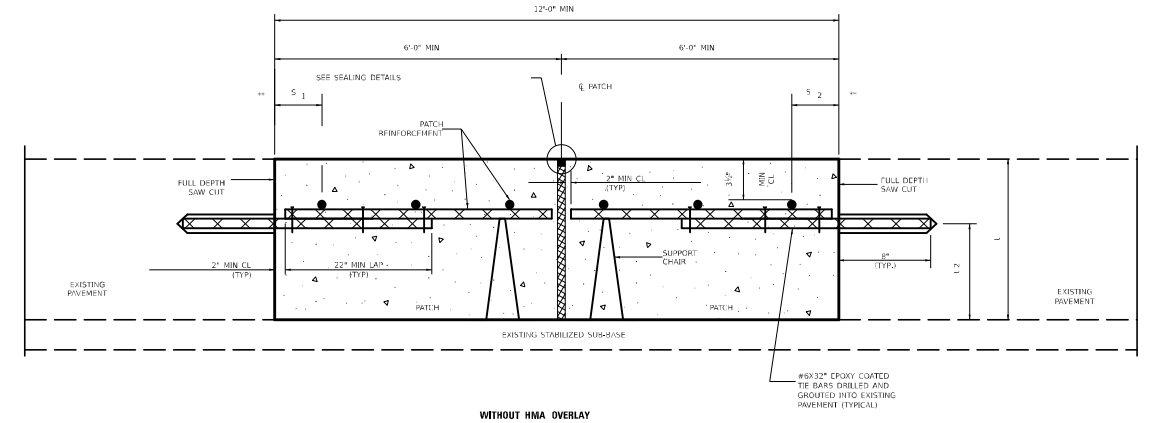 12'-0" MIN
6'-0" MIN
6'-0" MIN
SEE SEALING DETAILS
℄ PATCH
S 1
S 2
PATCH
REINFORCEMENT
FULL DEPTH
SAW CUT
2" MIN CL
(TYP)
3½"
MIN
CL
FULL DEPTH
SAW CUT
2" MIN CL
(TYP)
22" MIN LAP
(TYP)
SUPPORT
CHAIR
8"
(TYP.)
EXISTING
PAVEMENT
PATCH
PATCH
EXISTING
PAVEMENT
EXISTING STABILIZED SUB-BASE
#6X32" EPOXY COATED
TIE BARS DRILLED AND
GROUTED INTO EXISTING
PAVEMENT (TYPICAL)
WITHOUT HMA OVERLAY